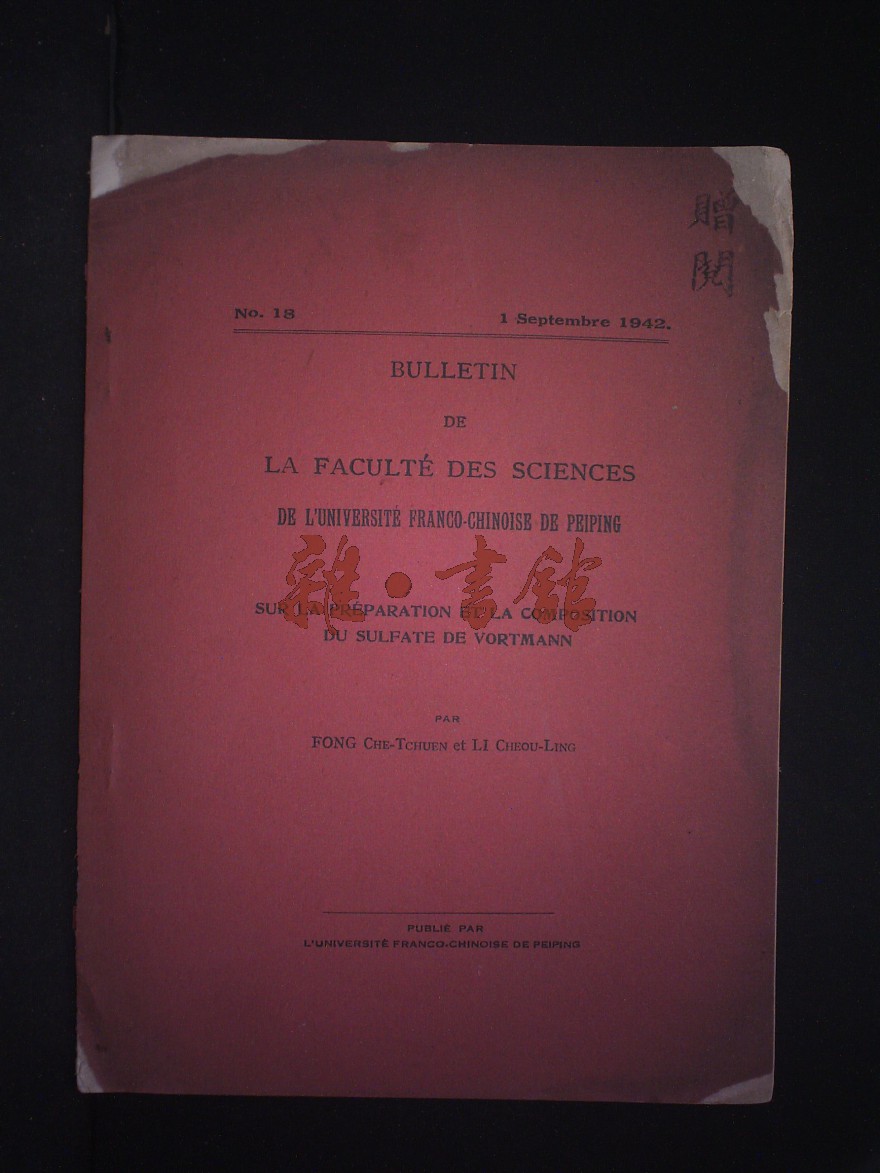 贈
閱
No. 18
1 Septembre 1942.
BULLETIN
DE
LA FACULTÉ DES SCIENCES
DE L'UNIVERSITÉ FRANCO-CHINOISE DE PEIPING
雜·書館
SUR LA PRÉPARATION ET LA COMPOSITION
DU SULFATE DE VORTMANN
PAR
FONG CHE-TCHUEN et LI CHEOU-LING
PUBLIÉ PAR
L'UNIVERSITÉ FRANCO-CHINOISE DE PEIPING